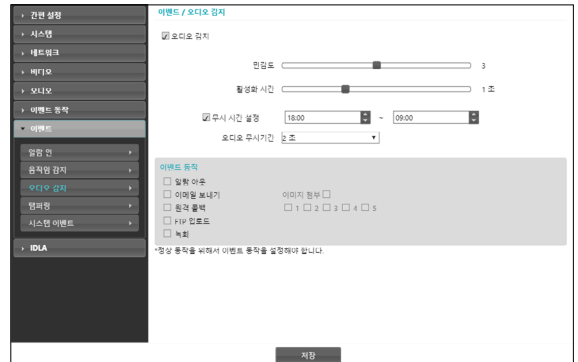 간편 설정
시스템
네트워크
비디오
오디오
이벤트 동작
이벤트
알람 인
움직임 감지
오디오 감지
탬퍼링
시스템 이벤트
IDLA
이벤트 / 오디오 감지
오디오 감지
민감도 3
활성화 시간 1 초
무시 시간 설정 18:00 ~ 09:00
오디오 무시기간 2 초
이벤트 동작
알람 아웃
이메일 보내기 이미지 첨부
원격 콜백 1 2 3 4 5
FTP 업로드
녹화
*정상 동작을 위해서 이벤트 동작을 설정해야 합니다.
저장